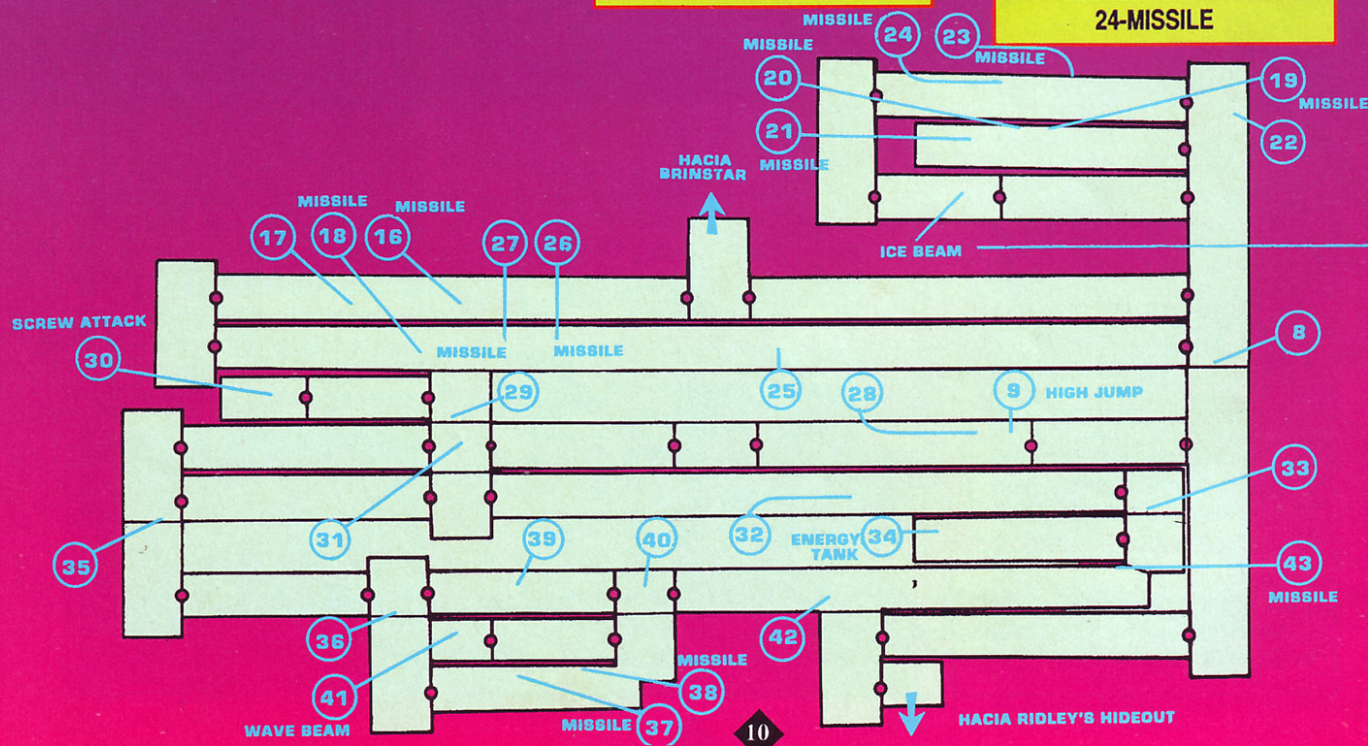 24-MISSILE
MISSILE 24 23 MISSILE
MISSILE 20
19 MISSILE
21 MISSILE
22
HACIA
BRINSTAR
MISSILE MISSILE
17 18 16 27 26
ICE BEAM
SCREW ATTACK
30
MISSILE MISSILE
8
29 25 28 9 HIGH JUMP
33
31 39 40 32 ENERGY
TANK 34
35
43
MISSILE
36 42
41 MISSILE
38
WAVE BEAM MISSILE 37
10
HACIA RIDLEY'S HIDEOUT